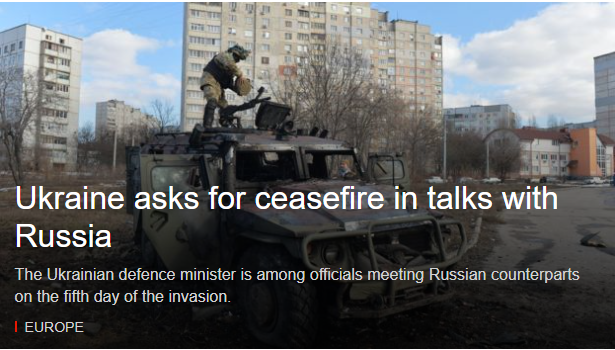 Ukraine asks for ceasefire in talks with
Russia
The Ukrainian defence minister is among officials meeting Russian counterparts
on the fifth day of the invasion.
EUROPE